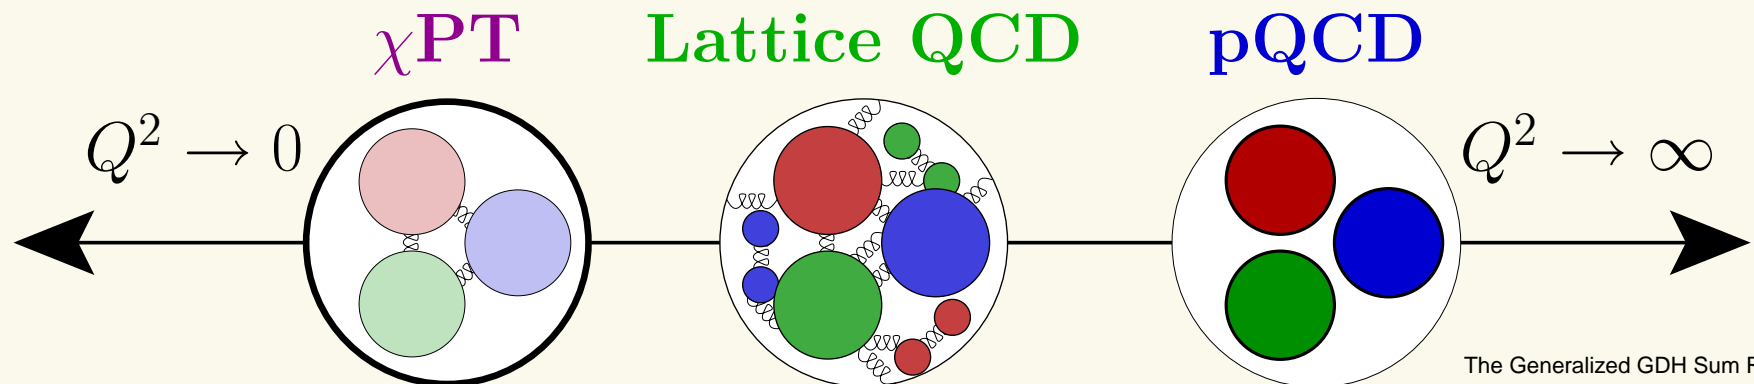 χPT Lattice QCD pQCD
Q² → 0 Q² → ∞
The Generalized GDH Sum